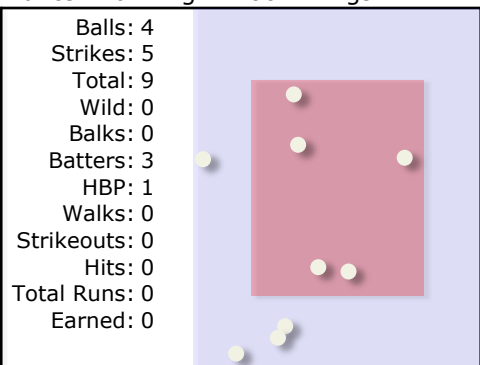 Balls: 4
Strikes: 5
Total: 9
Wild: 0
Balks: 0
Batters: 3
HBP: 1
Walks: 0
Strikeouts: 0
Hits: 0
Total Runs: 0
Earned: 0